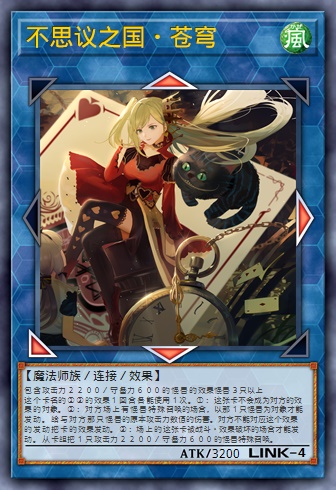 不思议之国·苍穹
風
【魔法师族／连接／效果】
包含攻击力２２００／守备力６００的怪兽的效果怪兽３只以上
这个卡名的①②的效果１回合各能使用１次。①：这张卡不会成为对方的效
果的对象。②：对方场上有怪兽特殊召唤的场合，以那１只怪兽为对象才能
发动。给与对方那只怪兽的原本攻击力数值的伤害。对方不能对应这个效果
的发动把卡的效果发动。③：场上的这张卡被战斗·效果破坏的场合才能发
动。从卡组把１只攻击力２２００／守备力６００的怪兽特殊召唤。
ATK/3200 LINK-4